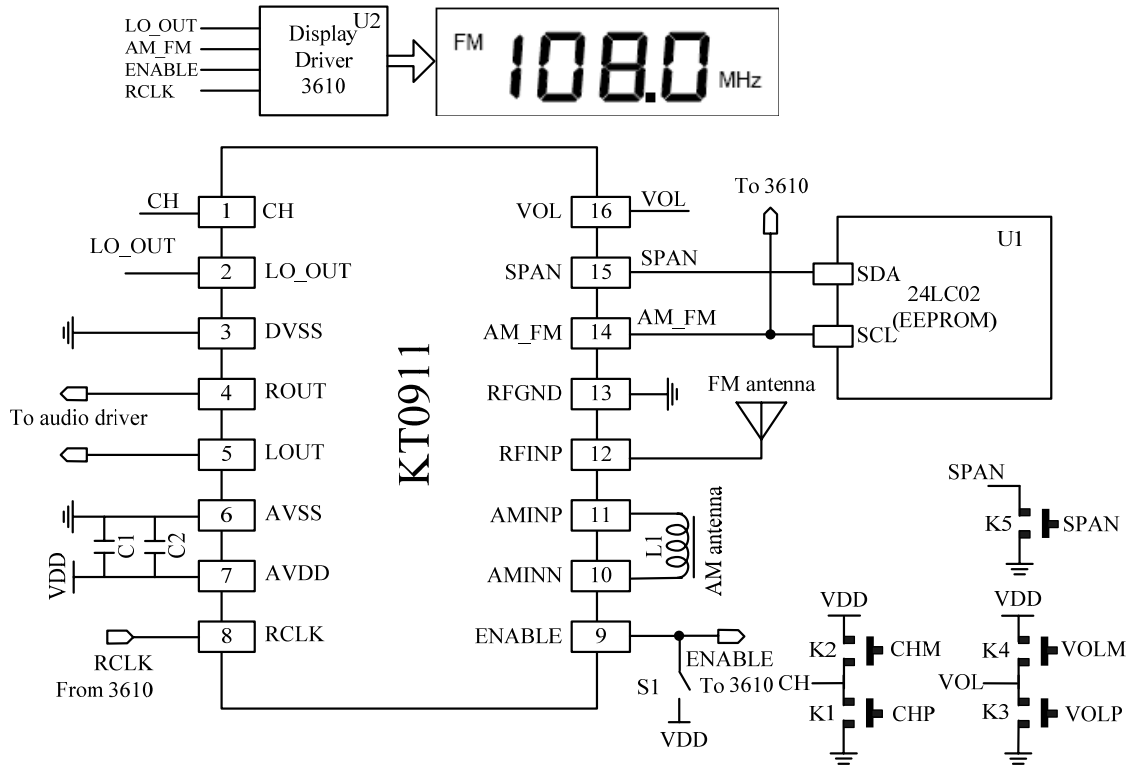 LO_OUT
AM_FM
ENABLE
RCLK
U2
Display
Driver
3610
FM
108.0
MHz
CH
1
CH
LO_OUT
2
LO_OUT
3
DVSS
4
ROUT
To audio driver
5
LOUT
6
AVSS
C1
C2
VDD
7
AVDD
8
RCLK
RCLK
From 3610
KT0911
VOL
16
VOL
SPAN
15
SPAN
AM_FM
14
AM_FM
RFGND
13
RFINP
12
AMINP
11
AMINN
10
ENABLE
9
To 3610
U1
SDA
24LC02
(EEPROM)
SCL
FM antenna
L1
AM antenna
ENABLE
To 3610
S1
VDD
SPAN
K5
SPAN
VDD
K2
CHM
CH
K1
CHP
VDD
K4
VOLM
VOL
K3
VOLP